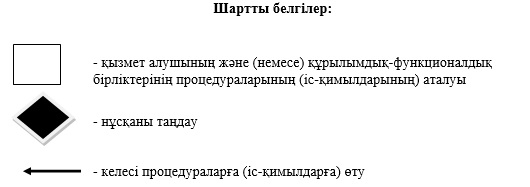 Шартты белгілер:
- қызмет алушының және (немесе) құрылымдық-функционалдық
бірліктерінің процедураларының (іс-қимылдарының) аталуы
- нұсқаны таңдау
- келесі процедураларға (іс-қимылдарға) өту